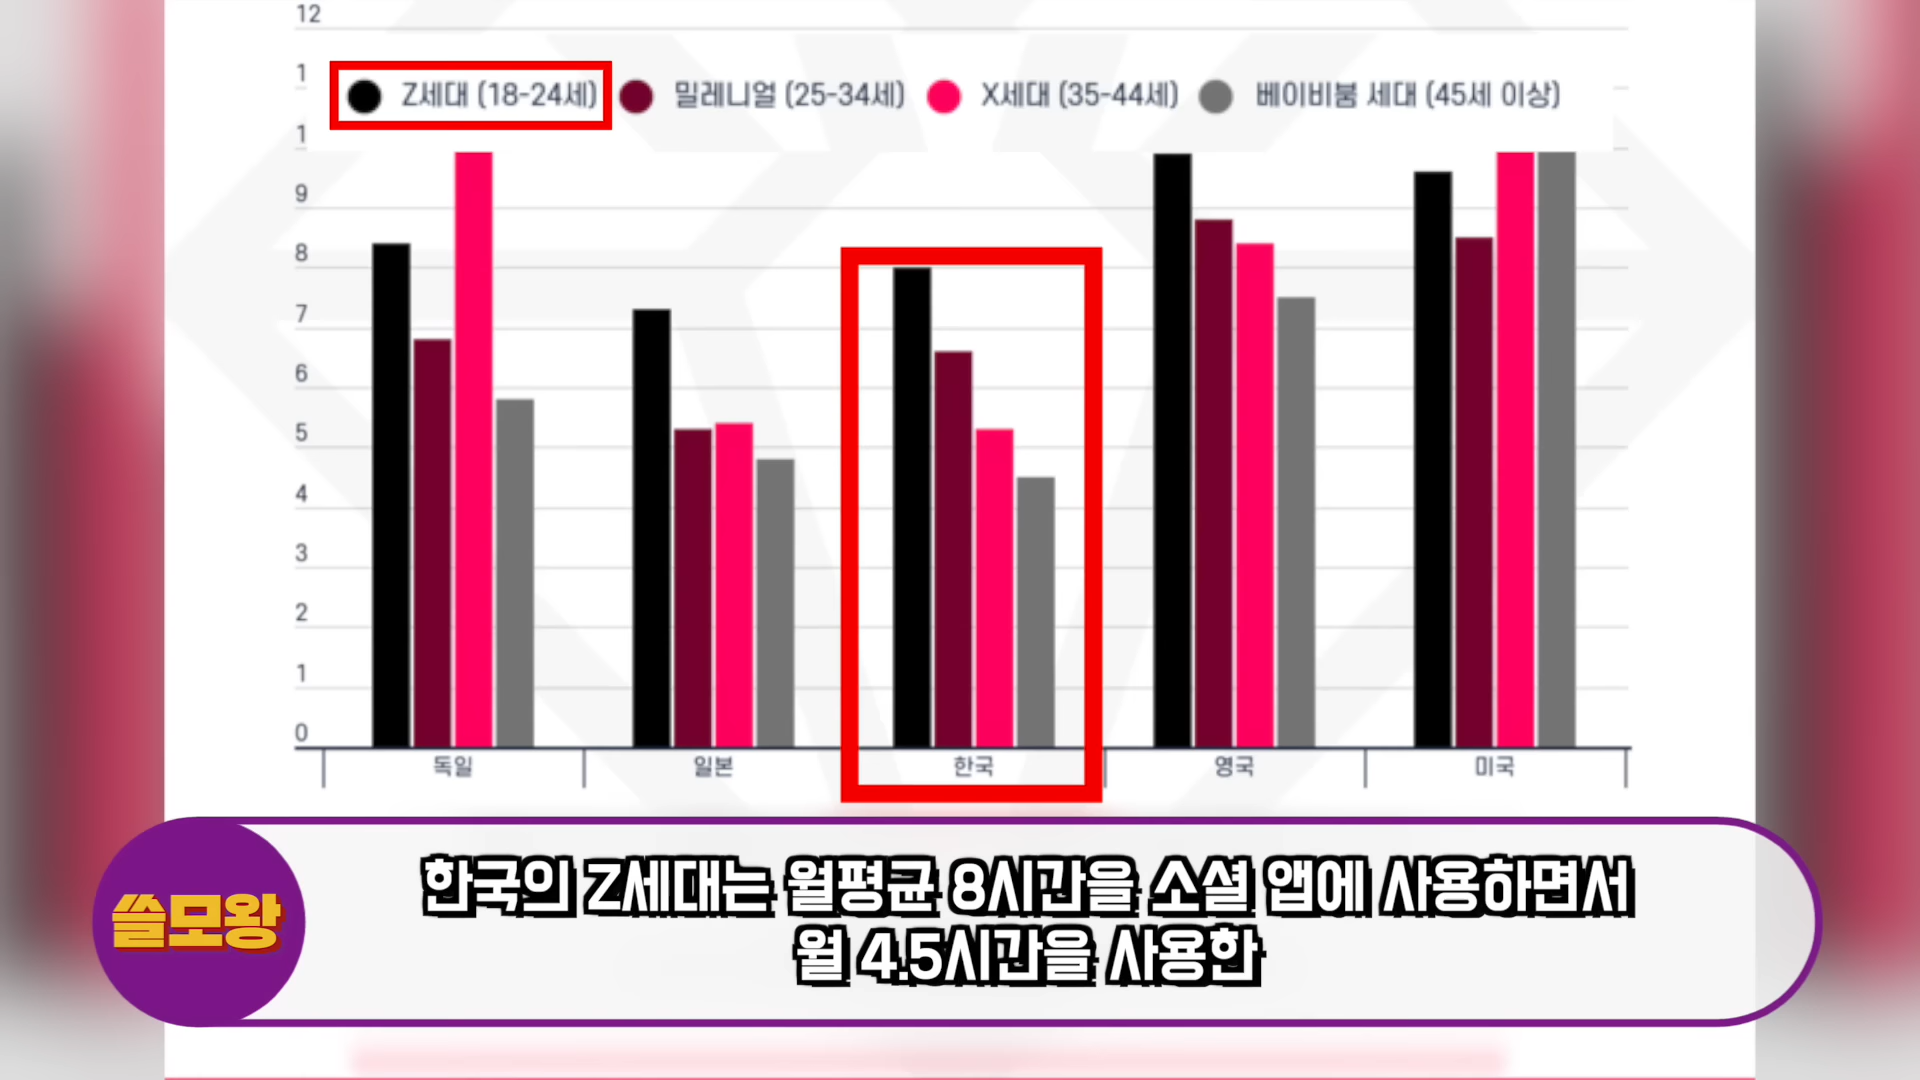 12
1
Z세대 (18-24세) 밀레니얼 (25-34세) X세대 (35-44세) 베이비붐 세대 (45세 이상)
1
9
8
7
6
5
4
3
2
1
0
독일 일본 한국 영국 미국
쓸모왕
한국의 Z세대는 월평균 8시간을 소셜 앱에 사용하면서
월 4.5시간을 사용한